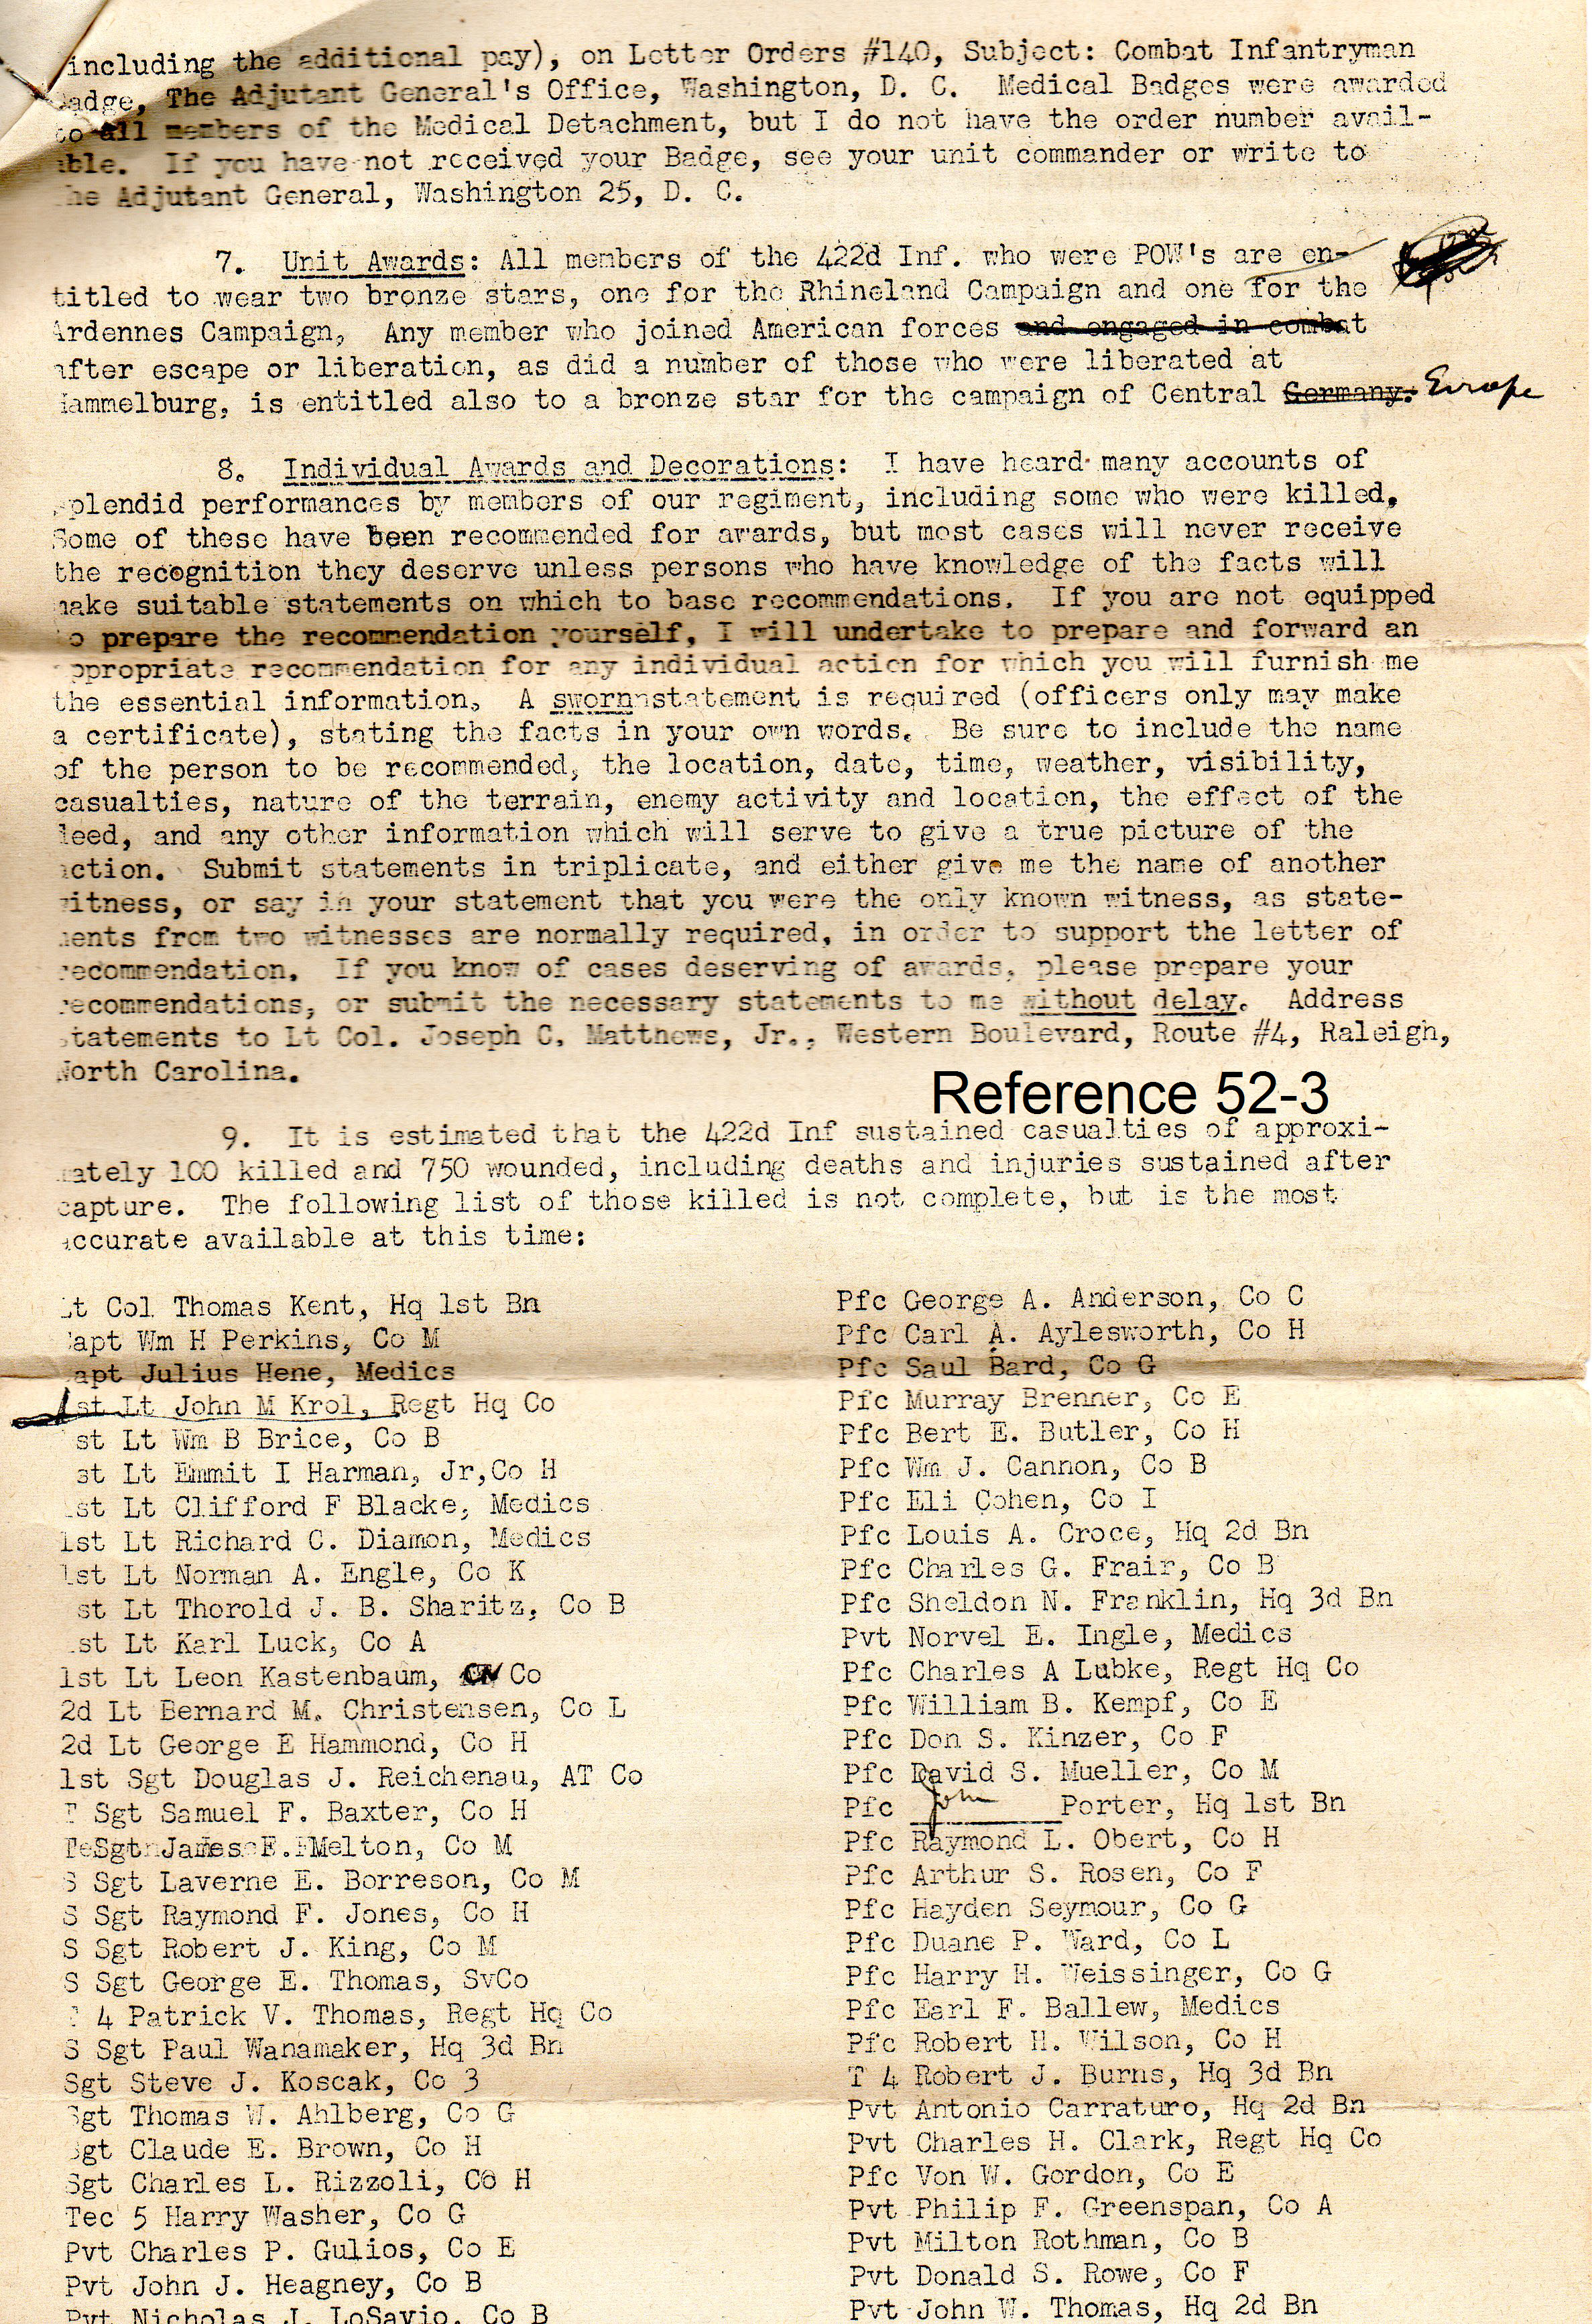 including the additional pay), on Letter Orders #140, Subject: Combat Infantryman
adge, The Adjutant General's Office, Washington, D. C. Medical Badges were awarded
to all members of the Medical Detachment, but I do not have the order number avail-
able. If you have not received your Badge, see your unit commander or write to
he Adjutant General, Washington 25, D. C.
7. Unit Awards: All members of the 422d Inf. who were POW's are en-
titled to wear two bronze stars, one for the Rhineland Campaign and one for the
Ardennes Campaign, Any member who joined American forces and engaged in combat
after escape or liberation, as did a number of those who were liberated at
Hammelburg, is entitled also to a bronze star for the campaign of Central Germany. Europe
8. Individual Awards and Decorations: I have heard many accounts of
splendid performances by members of our regiment, including some who were killed.
Some of these have been recommended for awards, but most cases will never receive
the recognition they deserve unless persons who have knowledge of the facts will
make suitable statements on which to base recommendations. If you are not equipped
to prepare the recommendation yourself, I will undertake to prepare and forward an
appropriate recommendation for any individual action for which you will furnish me
the essential information. A sworn statement is required (officers only may make
a certificate), stating the facts in your own words. Be sure to include the name
of the person to be recommended, the location, date, time, weather, visibility,
casualties, nature of the terrain, enemy activity and location, the effect of the
deed, and any other information which will serve to give a true picture of the
action. Submit statements in triplicate, and either give me the name of another
witness, or say in your statement that you were the only known witness, as state-
ments from two witnesses are normally required, in order to support the letter of
recommendation. If you know of cases deserving of awards, please prepare your
recommendations, or submit the necessary statements to me without delay. Address
statements to Lt Col. Joseph C. Matthews, Jr., Western Boulevard, Route #4, Raleigh,
North Carolina.
Reference 52-3
9. It is estimated that the 422d Inf sustained casualties of approxi-
mately 100 killed and 750 wounded, including deaths and injuries sustained after
capture. The following list of those killed is not complete, but is the most
accurate available at this time:
Lt Col Thomas Kent, Hq 1st Bn
Capt Wm H Perkins, Co M
Capt Julius Hene, Medics
1st Lt John M Krol, Regt Hq Co
st Lt Wm B Brice, Co B
st Lt Emmit I Harman, Jr,Co H
1st Lt Clifford F Blacke, Medics
1st Lt Richard C. Diamon, Medics
1st Lt Norman A. Engle, Co K
st Lt Thorold J. B. Sharitz, Co B
1st Lt Karl Luck, Co A
1st Lt Leon Kastenbaum, CN Co
2d Lt Bernard M. Christensen, Co L
2d Lt George E Hammond, Co H
1st Sgt Douglas J. Reichenau, AT Co
T Sgt Samuel F. Baxter, Co H
T Sgt James E. Melton, Co M
S Sgt Laverne E. Borreson, Co M
S Sgt Raymond F. Jones, Co H
S Sgt Robert J. King, Co M
S Sgt George E. Thomas, SvCo
T 4 Patrick V. Thomas, Regt Hq Co
S Sgt Paul Wanamaker, Hq 3d Bn
Sgt Steve J. Koscak, Co 3
Sgt Thomas W. Ahlberg, Co G
Sgt Claude E. Brown, Co H
Sgt Charles L. Rizzoli, Co H
Tec 5 Harry Washer, Co G
Pvt Charles P. Gulios, Co E
Pvt John J. Heagney, Co B
Pvt Nicholas J. LoSavio, Co B
Pfc George A. Anderson, Co C
Pfc Carl A. Aylesworth, Co H
Pfc Saul Bard, Co G
Pfc Murray Brenner, Co E
Pfc Bert E. Butler, Co H
Pfc Wm J. Cannon, Co B
Pfc Eli Cohen, Co I
Pfc Louis A. Croce, Hq 2d Bn
Pfc Charles G. Frair, Co B
Pfc Sheldon N. Franklin, Hq 3d Bn
Pvt Norvel E. Ingle, Medics
Pfc Charles A Lubke, Regt Hq Co
Pfc William B. Kempf, Co E
Pfc Don S. Kinzer, Co F
Pfc David S. Mueller, Co M
Pfc John Porter, Hq 1st Bn
Pfc Raymond L. Obert, Co H
Pfc Arthur S. Rosen, Co F
Pfc Hayden Seymour, Co G
Pfc Duane P. Ward, Co L
Pfc Harry H. Weissinger, Co G
Pfc Earl F. Ballew, Medics
Pfc Robert H. Wilson, Co H
T 4 Robert J. Burns, Hq 3d Bn
Pvt Antonio Carraturo, Hq 2d Bn
Pvt Charles H. Clark, Regt Hq Co
Pfc Von W. Gordon, Co E
Pvt Philip F. Greenspan, Co A
Pvt Milton Rothman, Co B
Pvt Donald S. Rowe, Co F
Pvt John W. Thomas, Hq 2d Bn